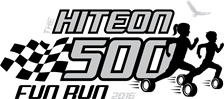 THE HITEON
500
FUN RUN 2016